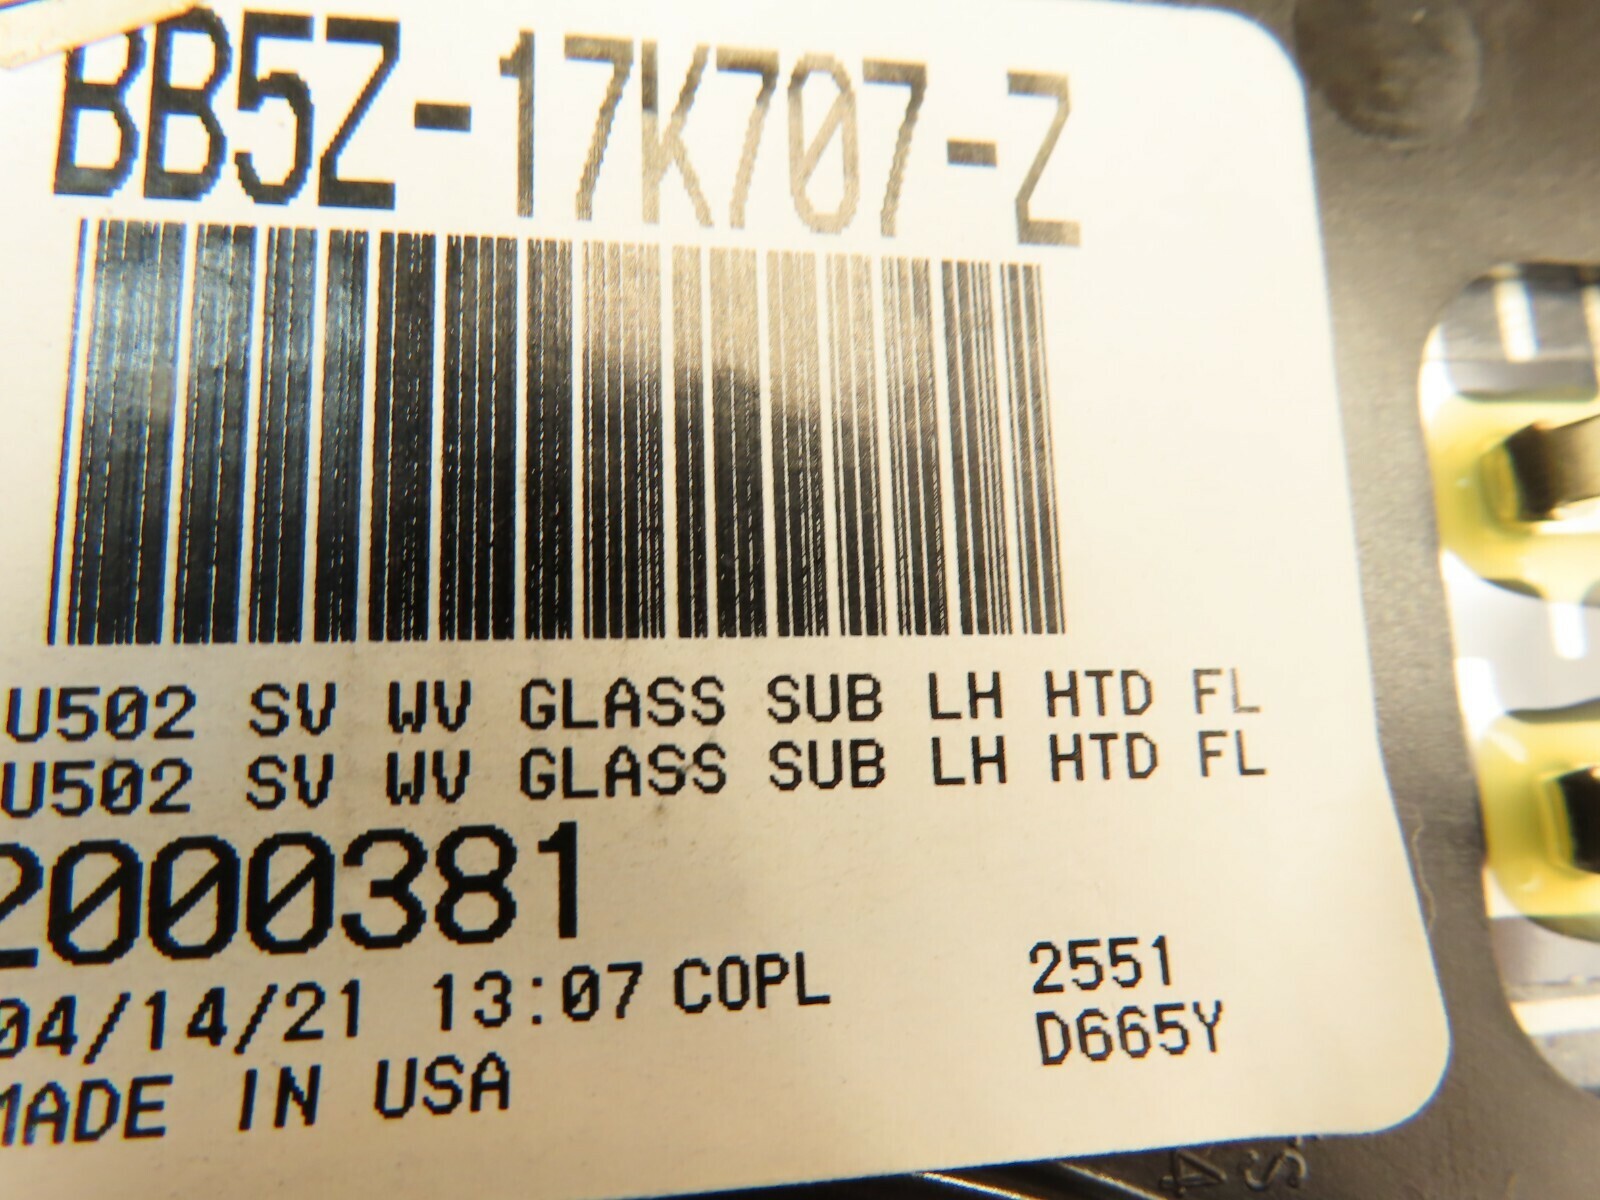 BB5Z-17K707-Z
U502 SV WV GLASS SUB LH HTD FL
U502 SV WV GLASS SUB LH HTD FL
2000381
04/14/21 13:07 COPL
2551
D665Y
MADE IN USA